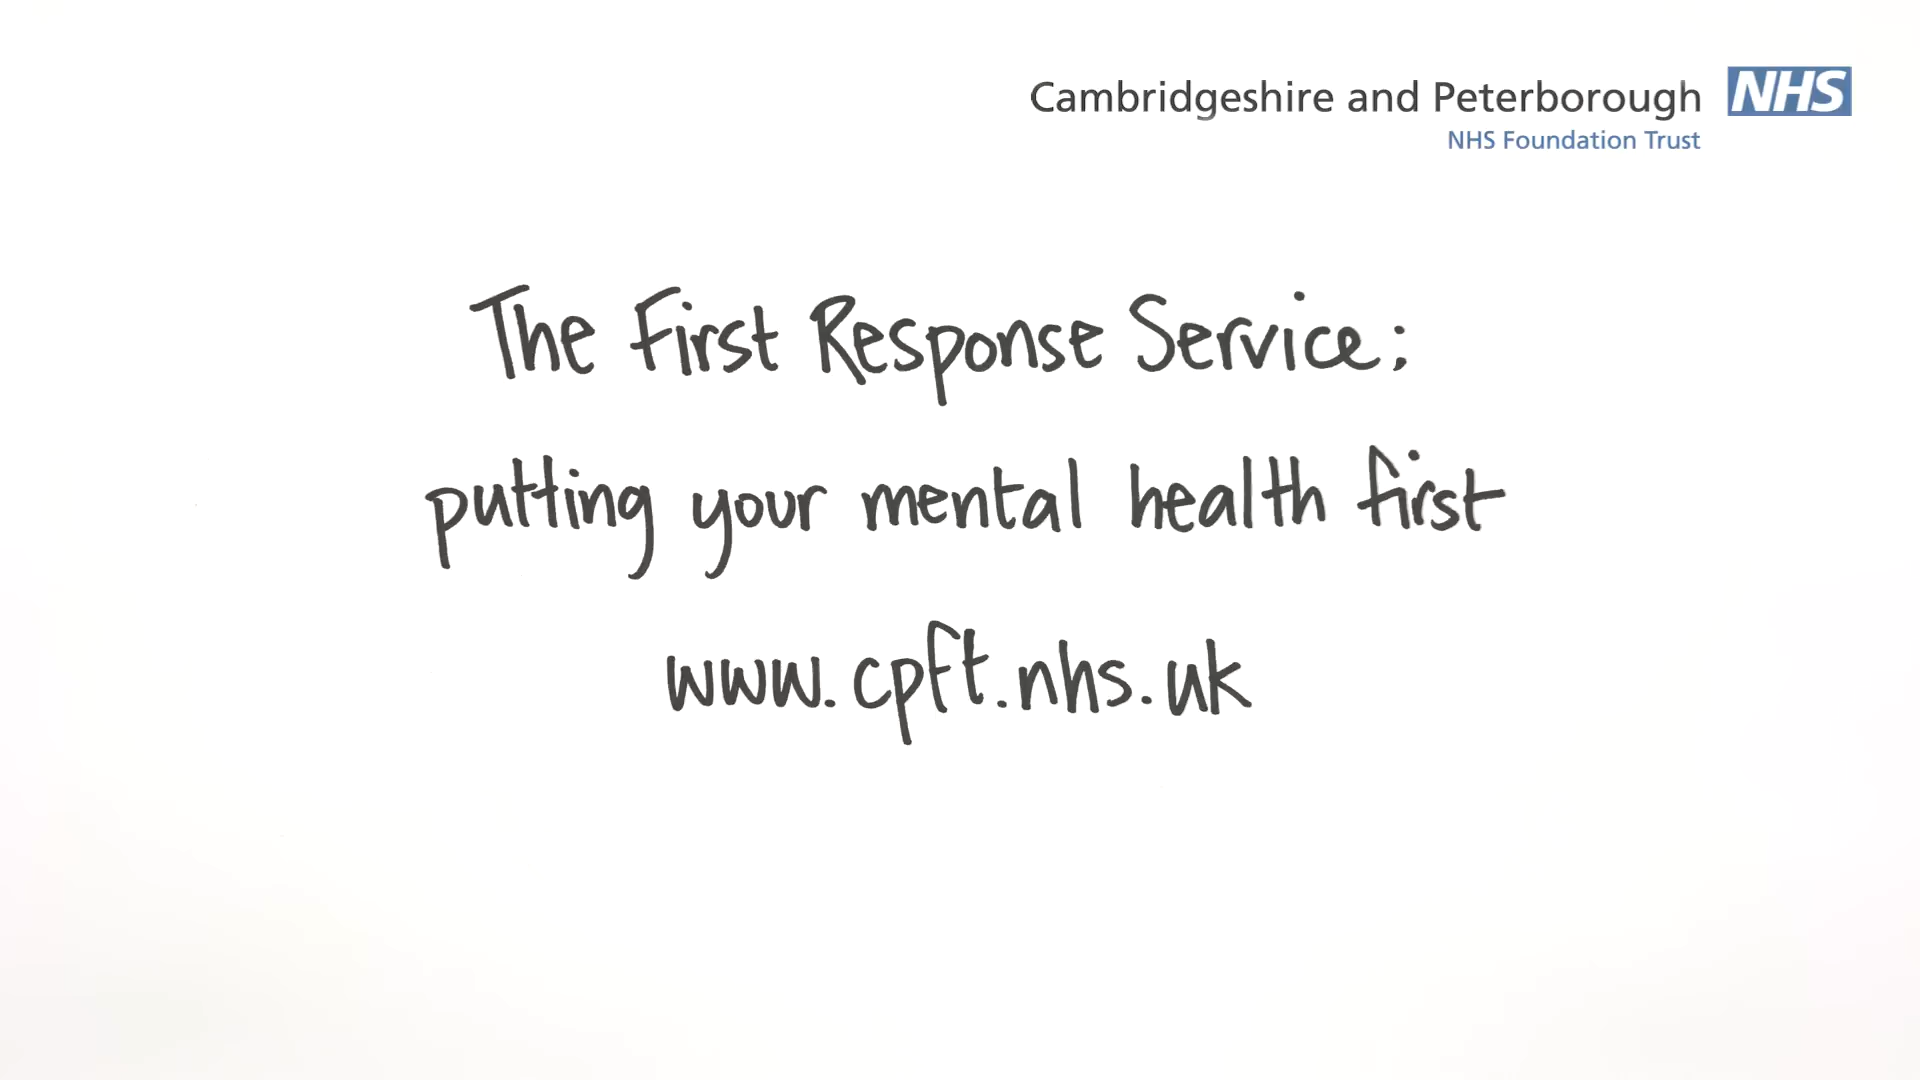 Cambridgeshire and Peterborough NHS
NHS Foundation Trust
The First Response Service:
putting your mental health first
www.cpft.nhs.uk